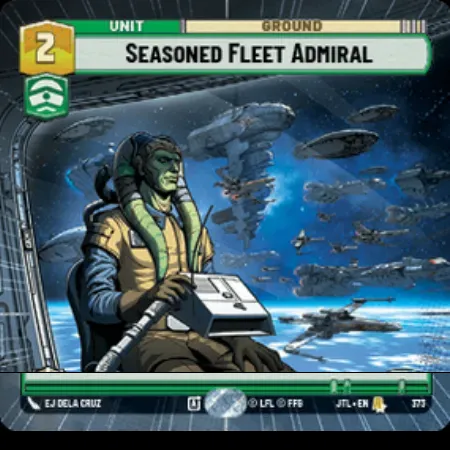 UNIT GROUND
2 SEASONED FLEET ADMIRAL
EJ DELA CRUZ A © LFL © FFG JTL • EN 373